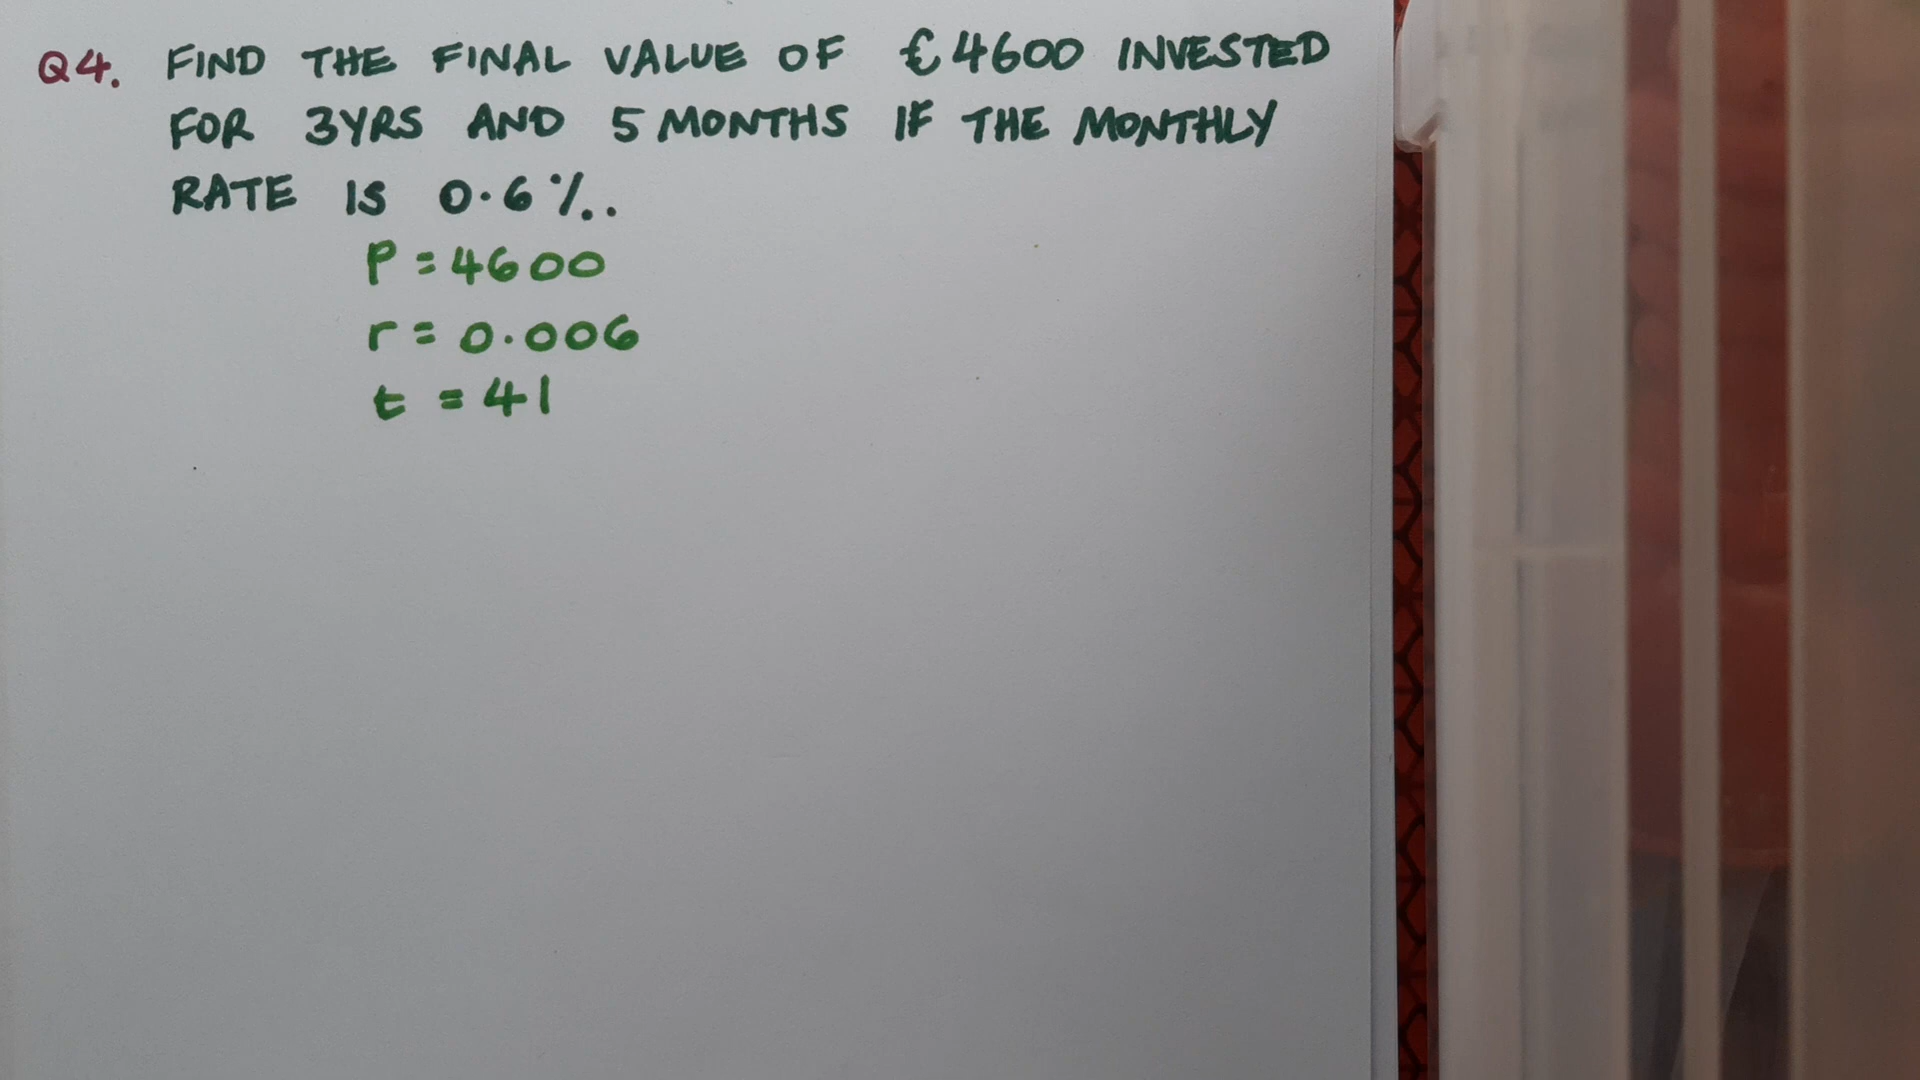 Q4. FIND THE FINAL VALUE OF €4600 INVESTED
FOR 3YRS AND 5 MONTHS IF THE MONTHLY
RATE IS 0.6%.
P = 4600
r = 0.006
t = 41